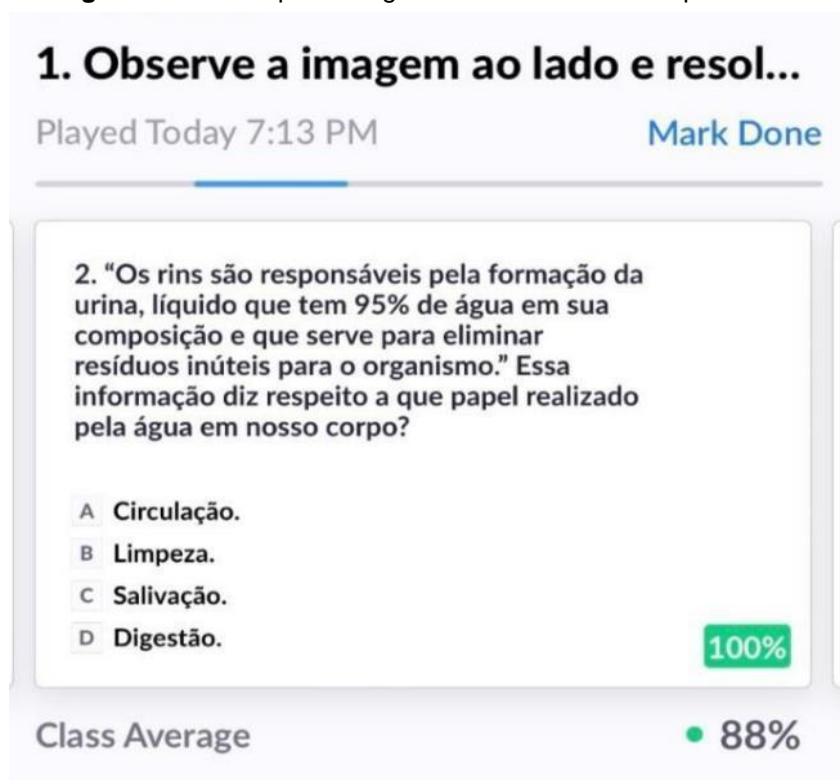 1. Observe a imagem ao lado e resol...
Played Today 7:13 PM
Mark Done
2. “Os rins são responsáveis pela formação da
urina, líquido que tem 95% de água em sua
composição e que serve para eliminar
resíduos inúteis para o organismo.” Essa
informação diz respeito a que papel realizado
pela água em nosso corpo?
A Circulação.
B Limpeza.
C Salivação.
D Digestão.
100%
Class Average
88%